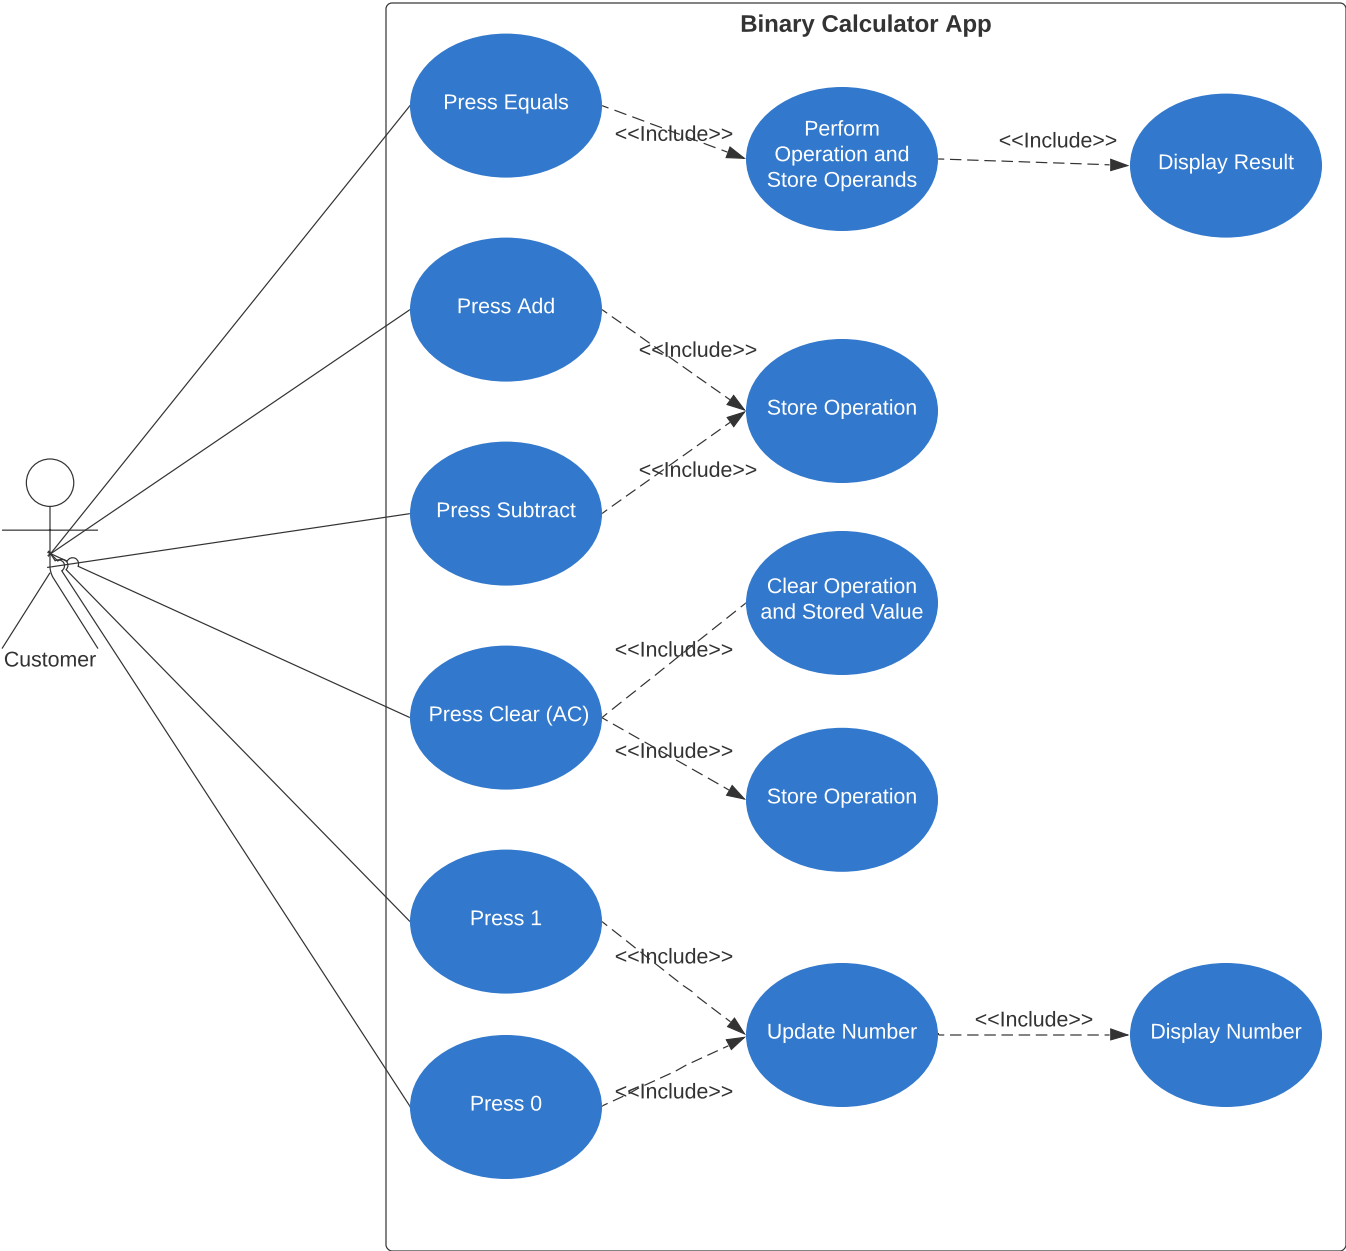 Binary Calculator App
Press Equals
<<Include>>
Perform
Operation and
Store Operands
<<Include>>
Display Result
Press Add
<<Include>>
Store Operation
Press Subtract
<<Include>>
Clear Operation
and Stored Value
<<Include>>
Customer
Press Clear (AC)
<<Include>>
Store Operation
Press 1
<<Include>>
Update Number
<<Include>>
Display Number
Press 0
<<Include>>